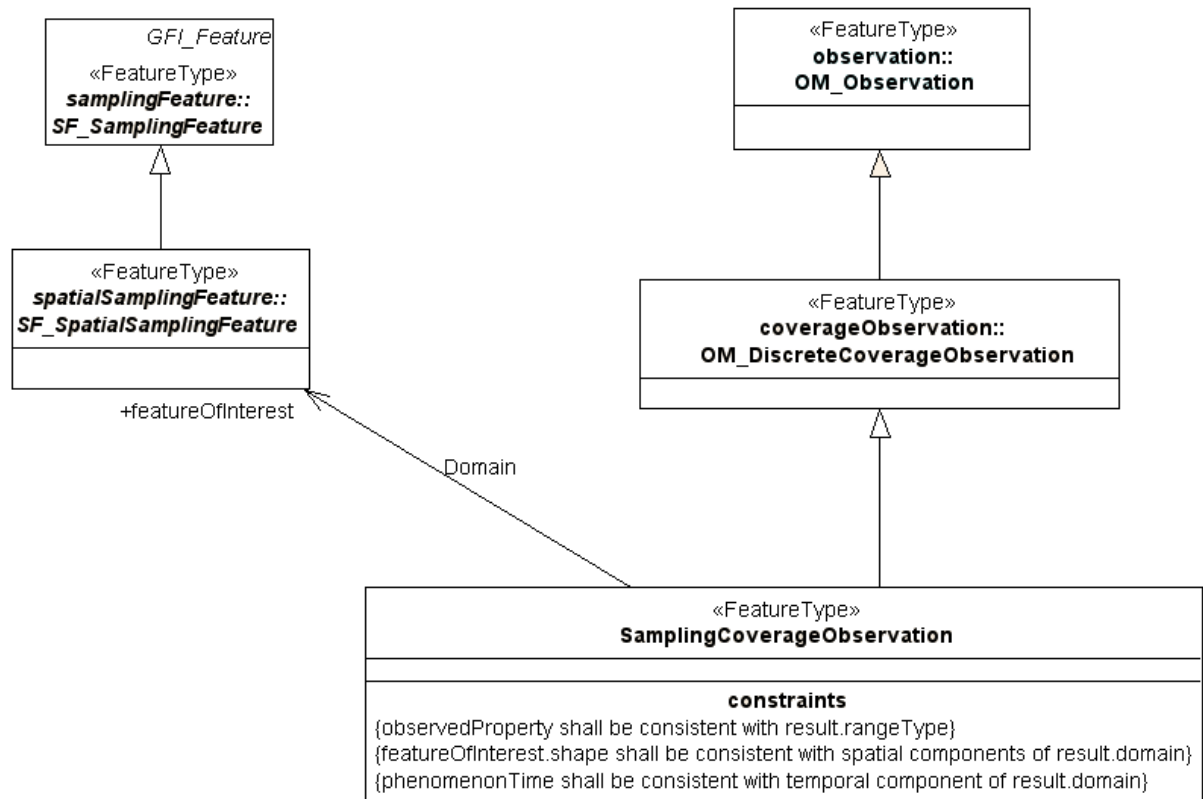 GFI_Feature
«FeatureType»
samplingFeature::
SF_SamplingFeature
«FeatureType»
observation::
OM_Observation
«FeatureType»
spatialSamplingFeature::
SF_SpatialSamplingFeature
«FeatureType»
coverageObservation::
OM_DiscreteCoverageObservation
+featureOfInterest
Domain
«FeatureType»
SamplingCoverageObservation
constraints
{observedProperty shall be consistent with result.rangeType}
{featureOfInterest.shape shall be consistent with spatial components of result.domain}
{phenomenonTime shall be consistent with temporal component of result.domain}